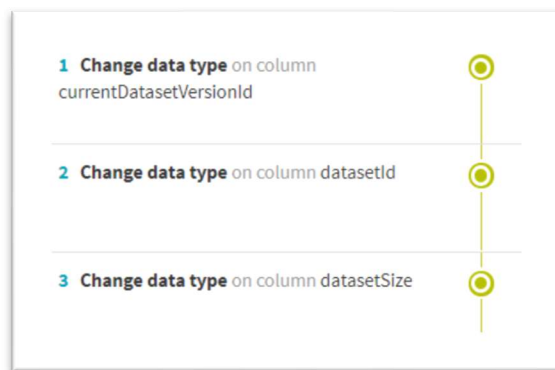 1 Change data type on column
currentDatasetVersionId
2 Change data type on column datasetId
3 Change data type on column datasetSize